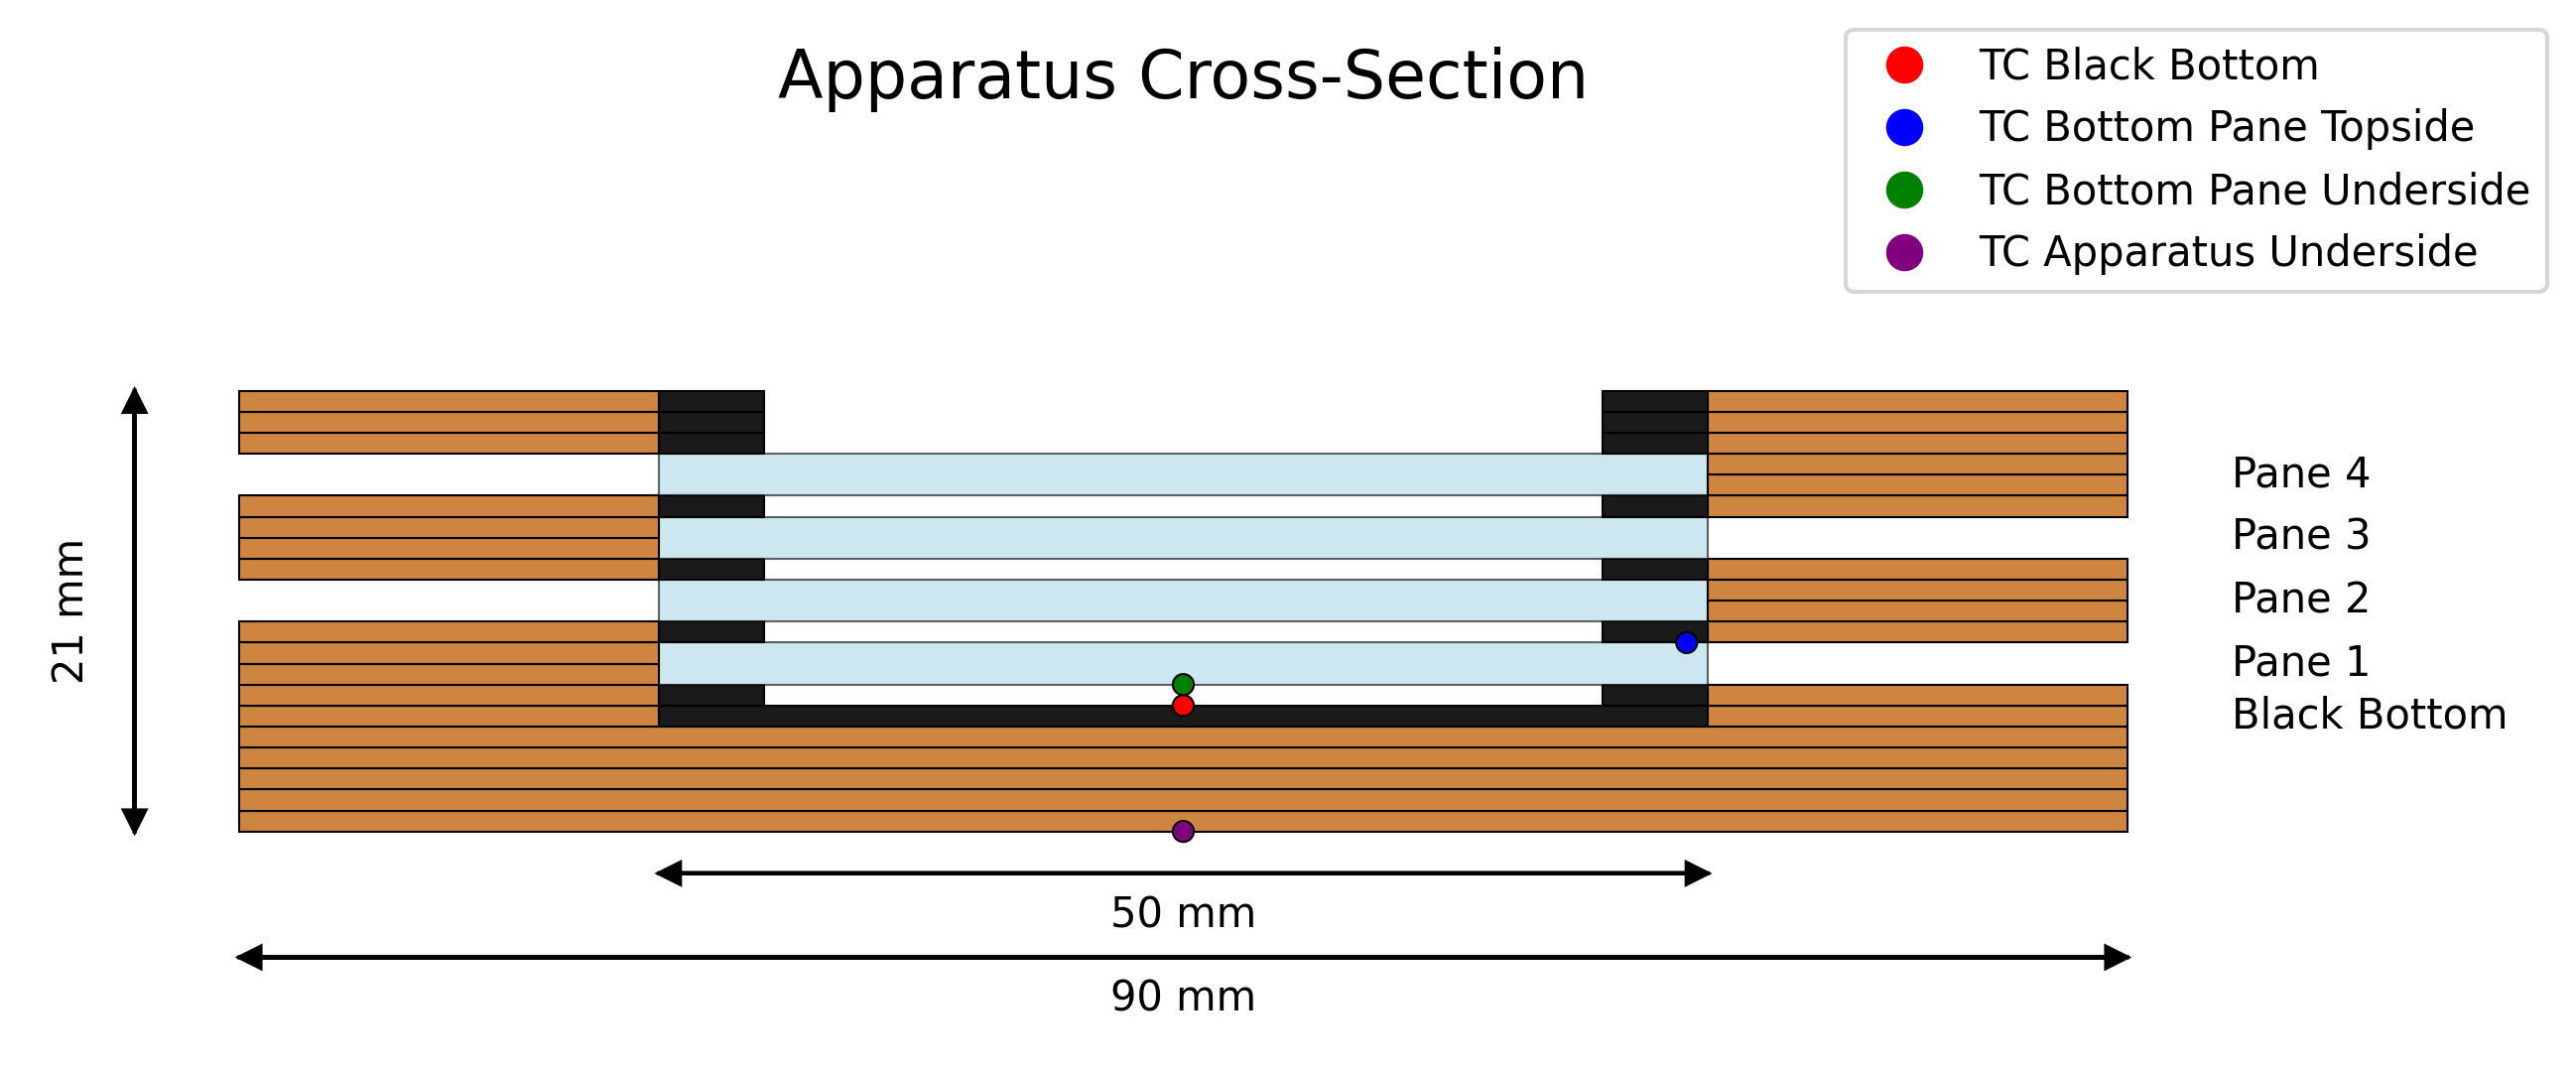 Apparatus Cross-Section
TC Black Bottom
TC Bottom Pane Topside
TC Bottom Pane Underside
TC Apparatus Underside
21 mm
Pane 4
Pane 3
Pane 2
Pane 1
Black Bottom
50 mm
90 mm